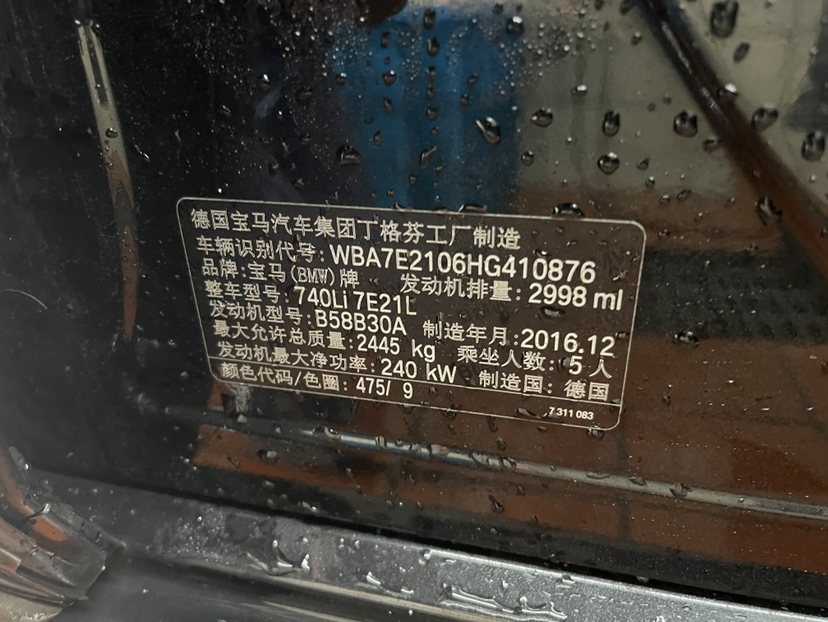 德国宝马汽车集团丁格芬工厂制造
车辆识别代号: WBA7E2106HG410876
品牌: 宝马(BMW)牌 发动机排量: 2998 ml
整车型号: 740Li 7E21L
发动机型号: B58B30A 制造年月: 2016.12
最大允许总质量: 2445 kg 乘坐人数: 5 人
发动机最大净功率: 240 kW 制造国: 德国
颜色代码/色圈: 475/ 9
7 311 083